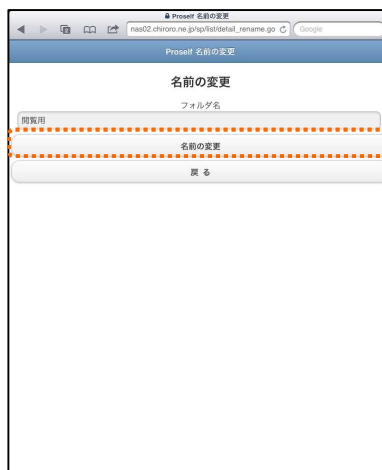 Proself 名前の変更
nas02.chiroro.ne.jp/sp/list/detail_rename.go
Google
Proself 名前の変更
名前の変更
フォルダ名
閲覧用
名前の変更
戻 る